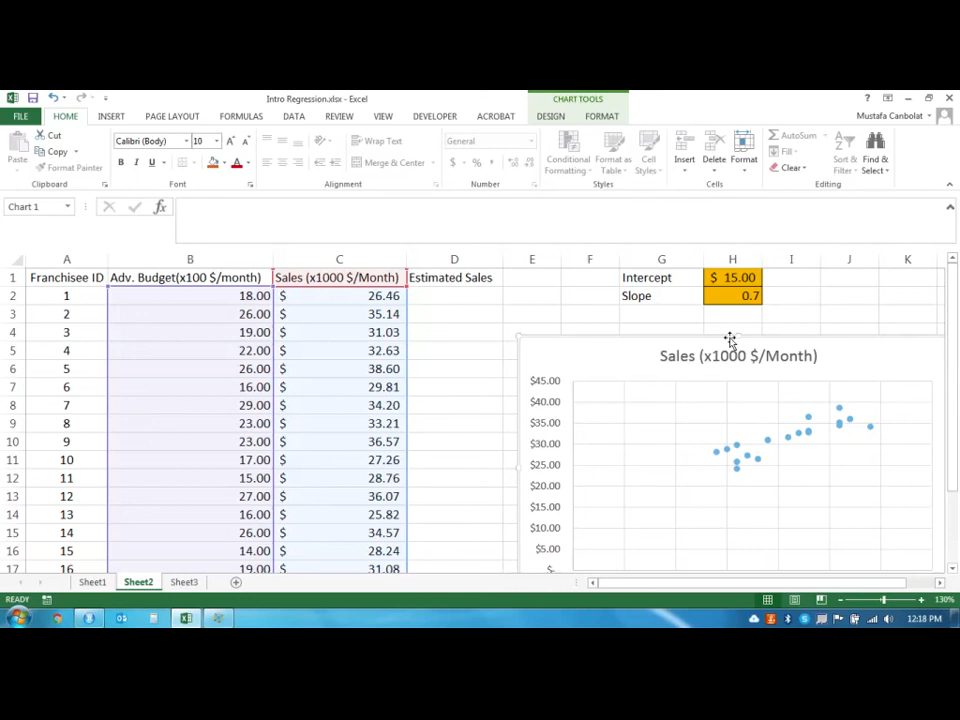 Intro Regression.xlsx - Excel
CHART TOOLS
?
FILE HOME INSERT PAGE LAYOUT FORMULAS DATA REVIEW VIEW DEVELOPER ACROBAT DESIGN FORMAT Mustafa Canbolat
Paste Cut Calibri (Body) 10 A A Wrap Text General Conditional Formatting Format as Table Cell Styles Insert Delete Format AutoSum Sort & Filter Find & Select
Copy
Fill
Format Painter B I U A Merge & Center $ % , Clear
Clipboard Font Alignment Number Styles Cells Editing
Chart 1 fx
A B C D E F G H I J K
1 Franchisee ID Adv. Budget(x100 $/month) Sales (x1000 $/Month) Estimated Sales Intercept $ 15.00
2 1 18.00 $ 26.46 Slope 0.7
3 2 26.00 $ 35.14
4 3 19.00 $ 31.03
5 4 22.00 $ 32.63
6 5 26.00 $ 38.60
7 6 16.00 $ 29.81
8 7 29.00 $ 34.20
9 8 23.00 $ 33.21
10 9 23.00 $ 36.57
11 10 17.00 $ 27.26
12 11 15.00 $ 28.76
13 12 27.00 $ 36.07
14 13 16.00 $ 25.82
15 14 26.00 $ 34.57
16 15 14.00 $ 28.24
17 16 19.00 $ 31.08
Sales (x1000 $/Month)
$45.00
$40.00
$35.00
$30.00
$25.00
$20.00
$15.00
$10.00
$5.00
$-
Sheet1 Sheet2 Sheet3
READY 130%
12:18 PM